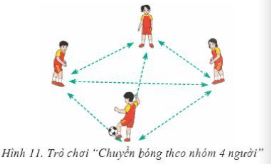 Hình 11. Trò chơi “Chuyền bóng theo nhóm 4 người”